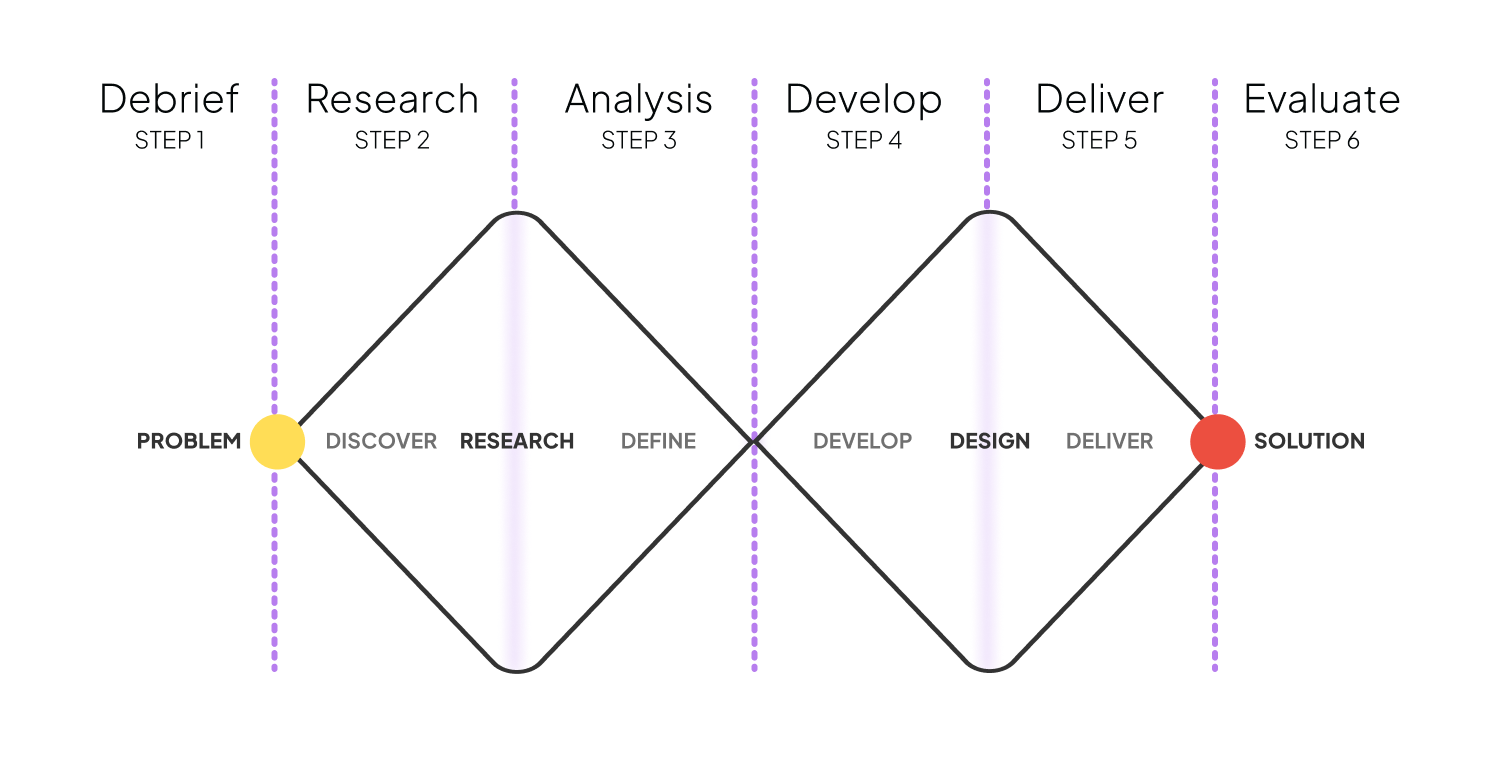 Debrief
STEP 1
Research
STEP 2
Analysis
STEP 3
Develop
STEP 4
Deliver
STEP 5
Evaluate
STEP 6
PROBLEM
DISCOVER
RESEARCH
DEFINE
DEVELOP
DESIGN
DELIVER
SOLUTION